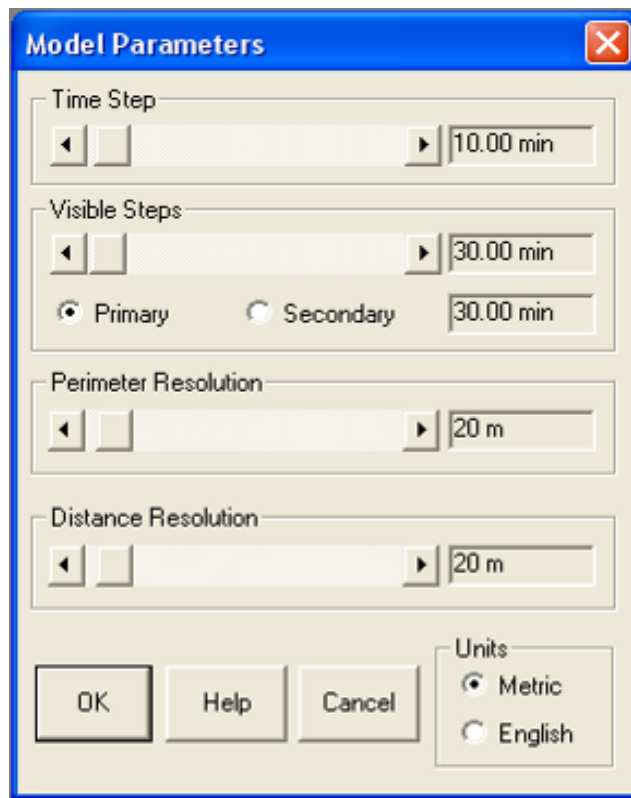 Model Parameters
Time Step
10.00 min
Visible Steps
30.00 min
Primary Secondary 30.00 min
Perimeter Resolution
20 m
Distance Resolution
20 m
OK Help Cancel
Units
Metric
English